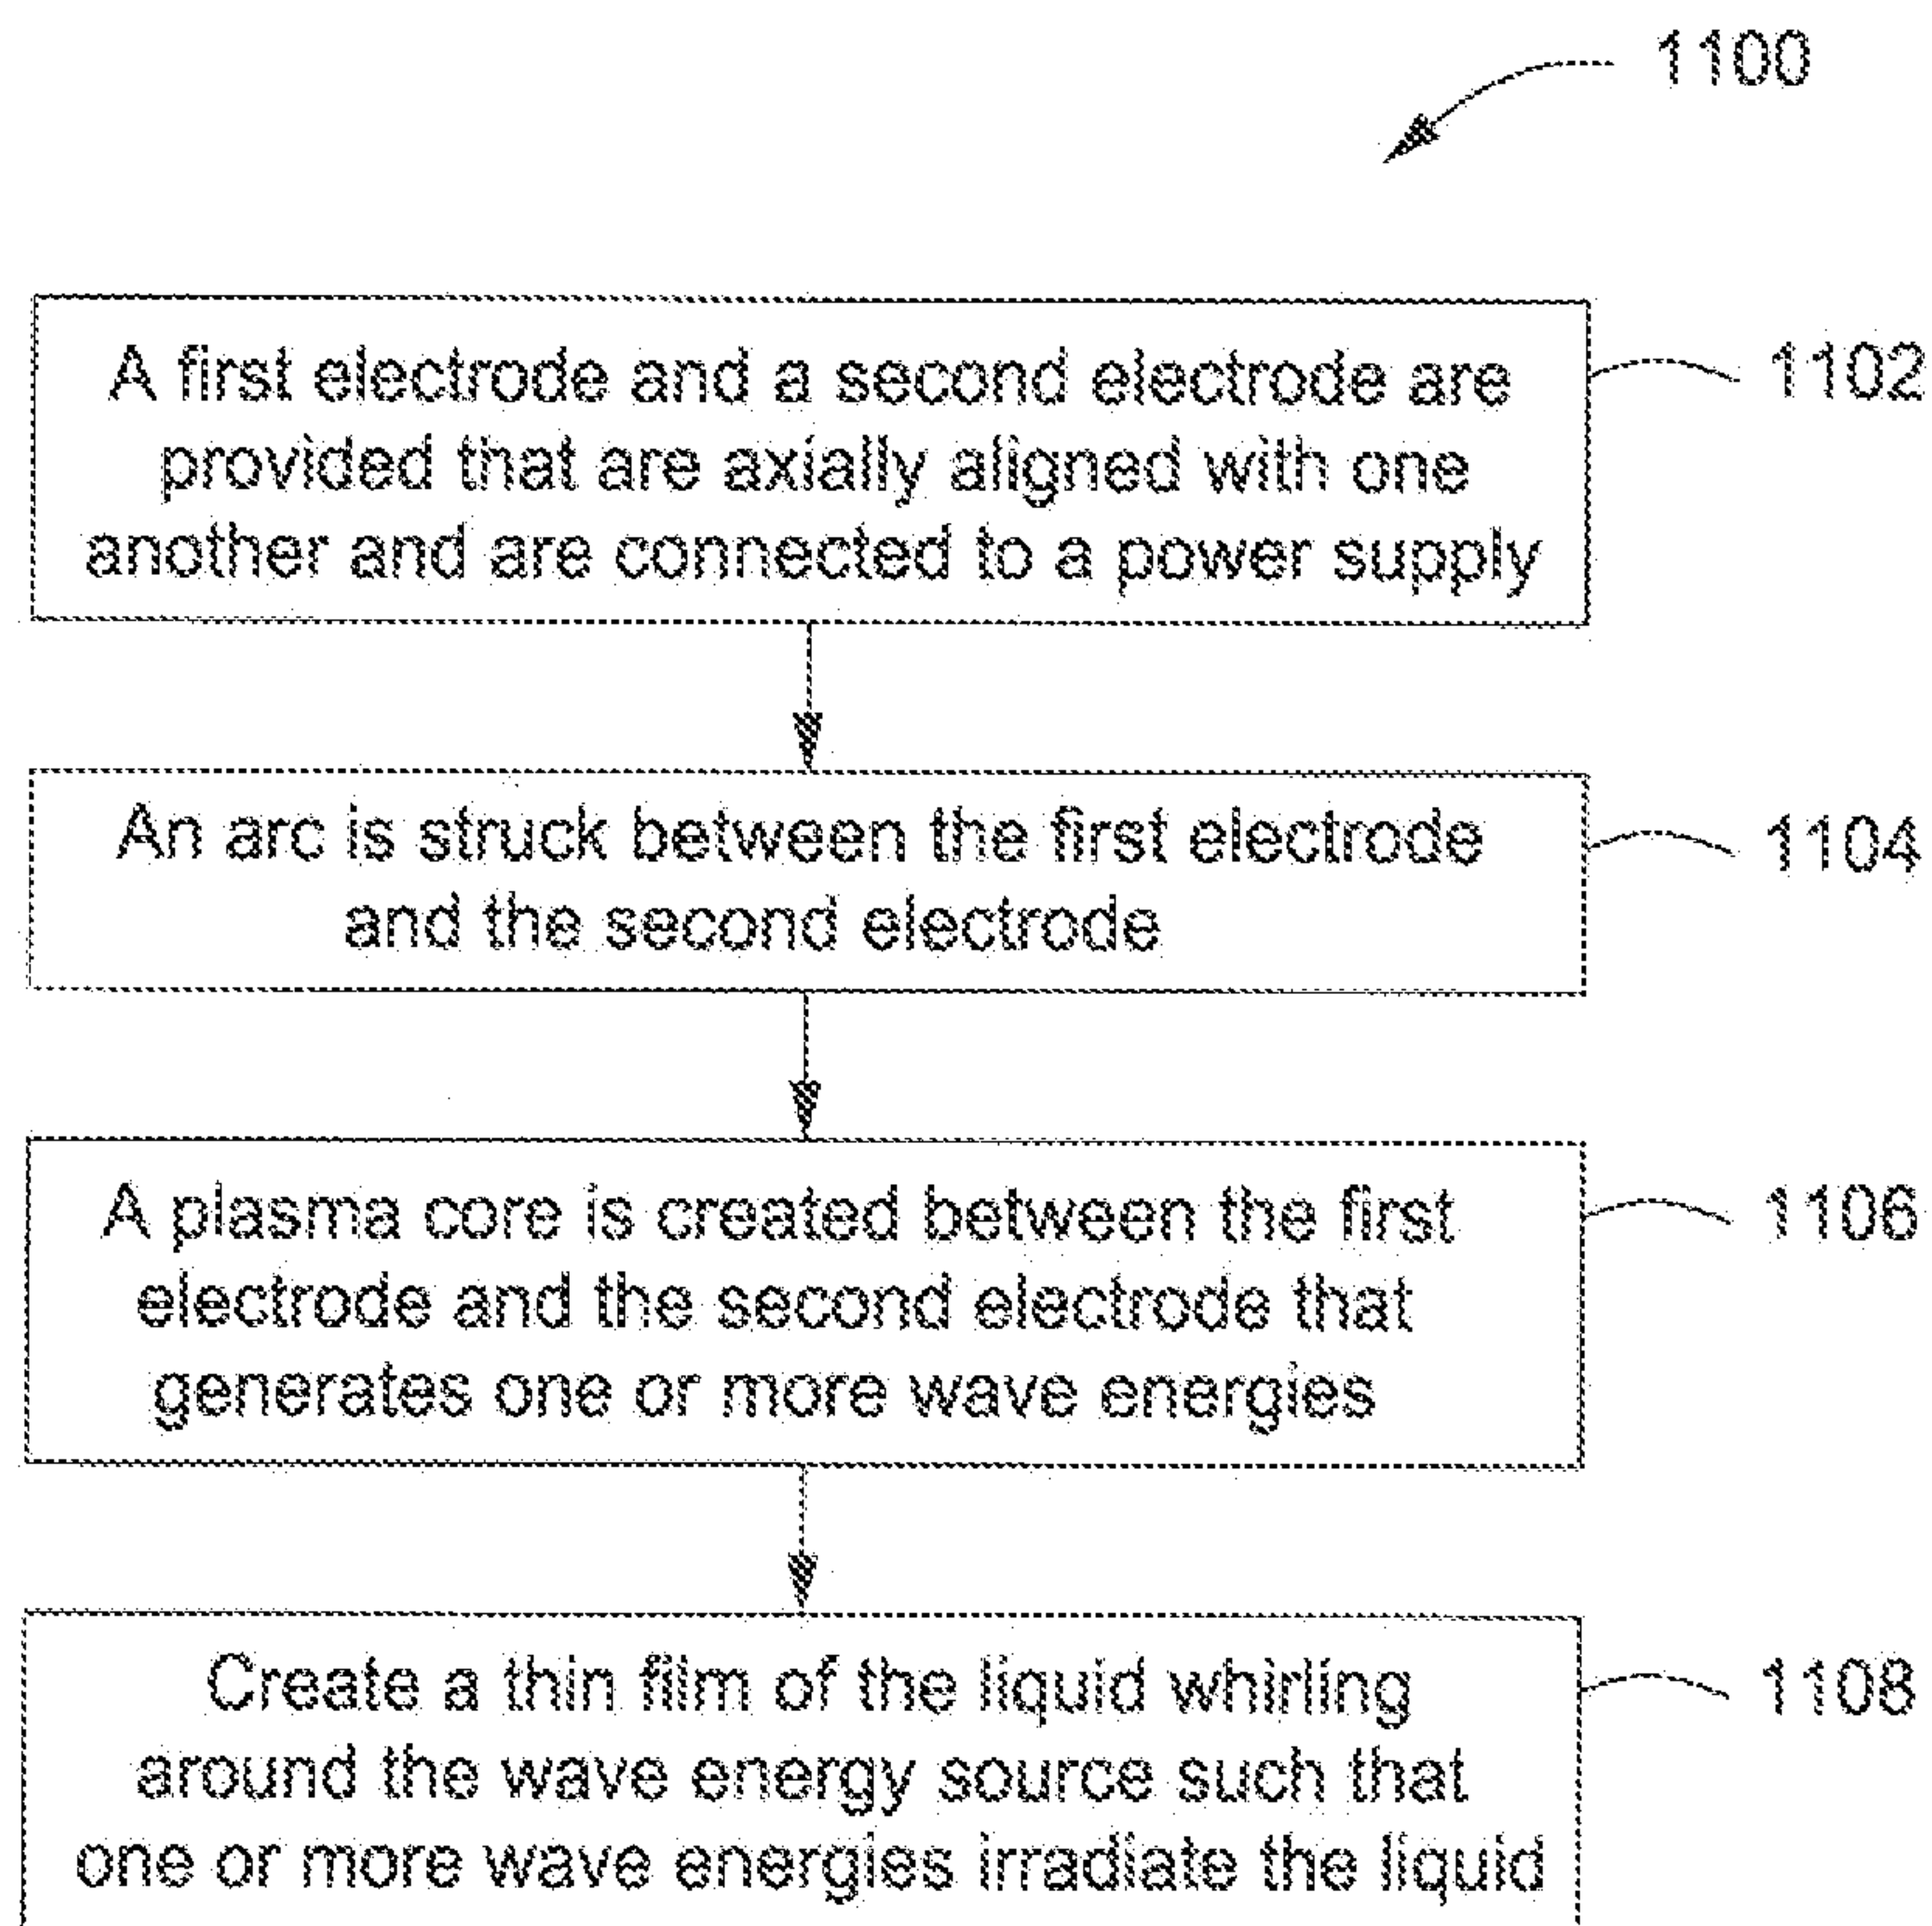 1100
A first electrode and a second electrode are
provided that are axially aligned with one
another and are connected to a power supply
1102
An arc is struck between the first electrode
and the second electrode
1104
A plasma core is created between the first
electrode and the second electrode that
generates one or more wave energies
1106
Create a thin film of the liquid whirling
around the wave energy source such that
one or more wave energies irradiate the liquid
1108